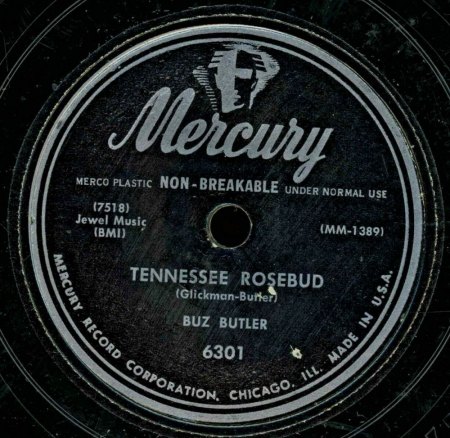 Mercury
MERCO PLASTIC NON-BREAKABLE UNDER NORMAL USE
(7518)
Jewel Music
(BMI)
(MM-1389)
TENNESSEE ROSEBUD
(Glickman-Butler)
BUZ BUTLER
6301
MERCURY RECORD CORPORATION, CHICAGO, ILL. MADE IN U.S.A.